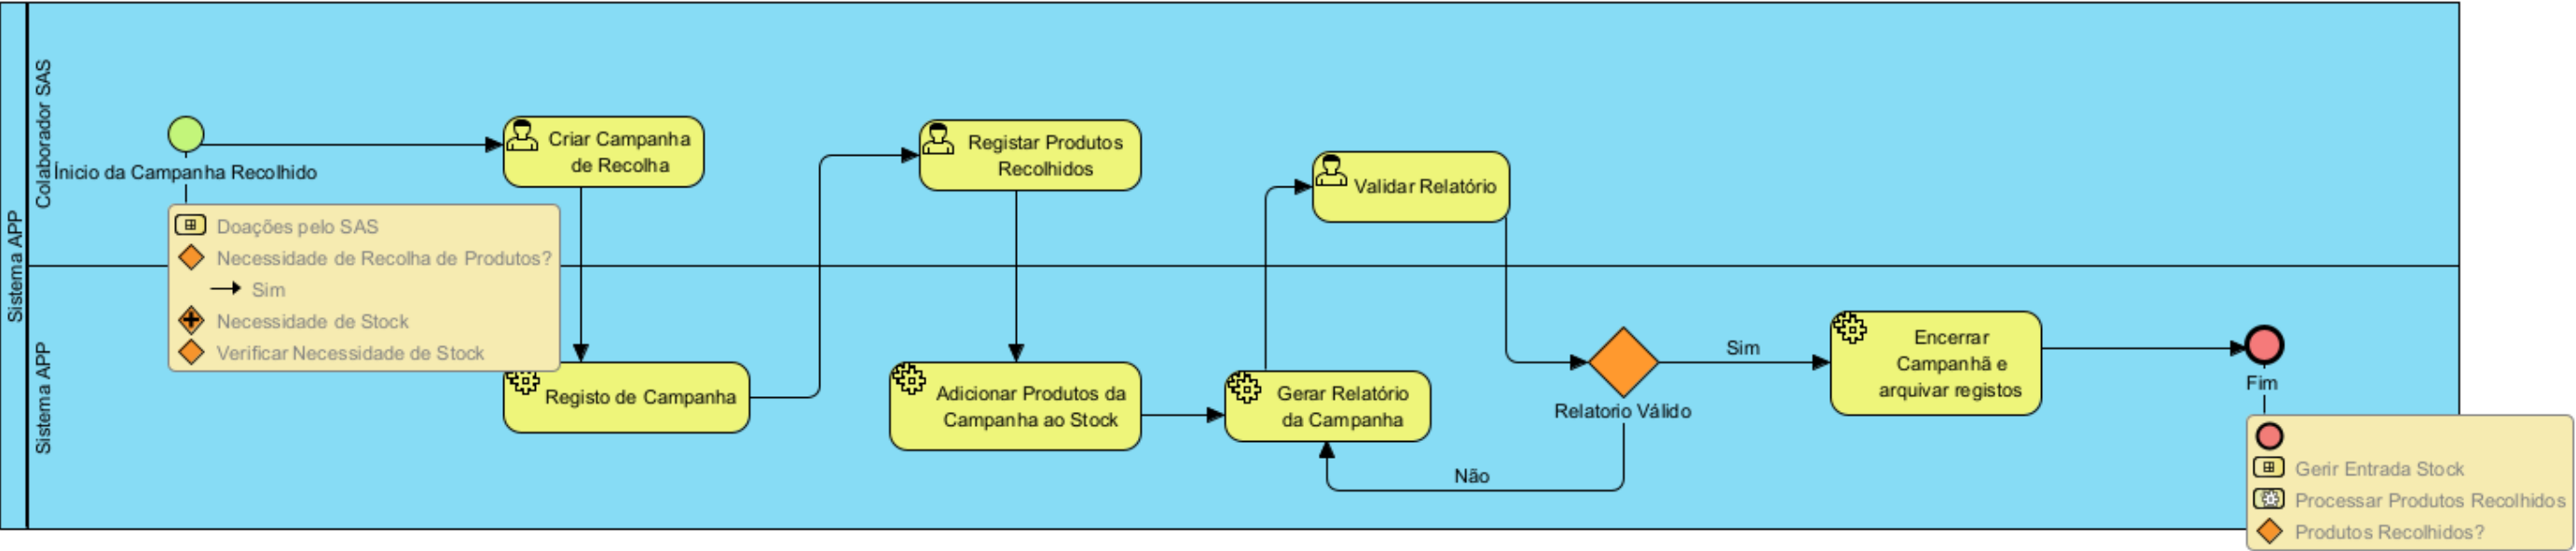 Sistema APP
Colaborador SAS
Ínicio da Campanha Recolhido
Doações pelo SAS
Necessidade de Recolha de Produtos?
Sim
Necessidade de Stock
Verificar Necessidade de Stock
Criar Campanha
de Recolha
Registar Produtos
Recolhidos
Validar Relatório
Sistema APP
Registo de Campanha
Adicionar Produtos da
Campanha ao Stock
Gerar Relatório
da Campanha
Relatorio Válido
Sim
Não
Encerrar
Campanhã e
arquivar registos
Fim
Gerir Entrada Stock
Processar Produtos Recolhidos
Produtos Recolhidos?